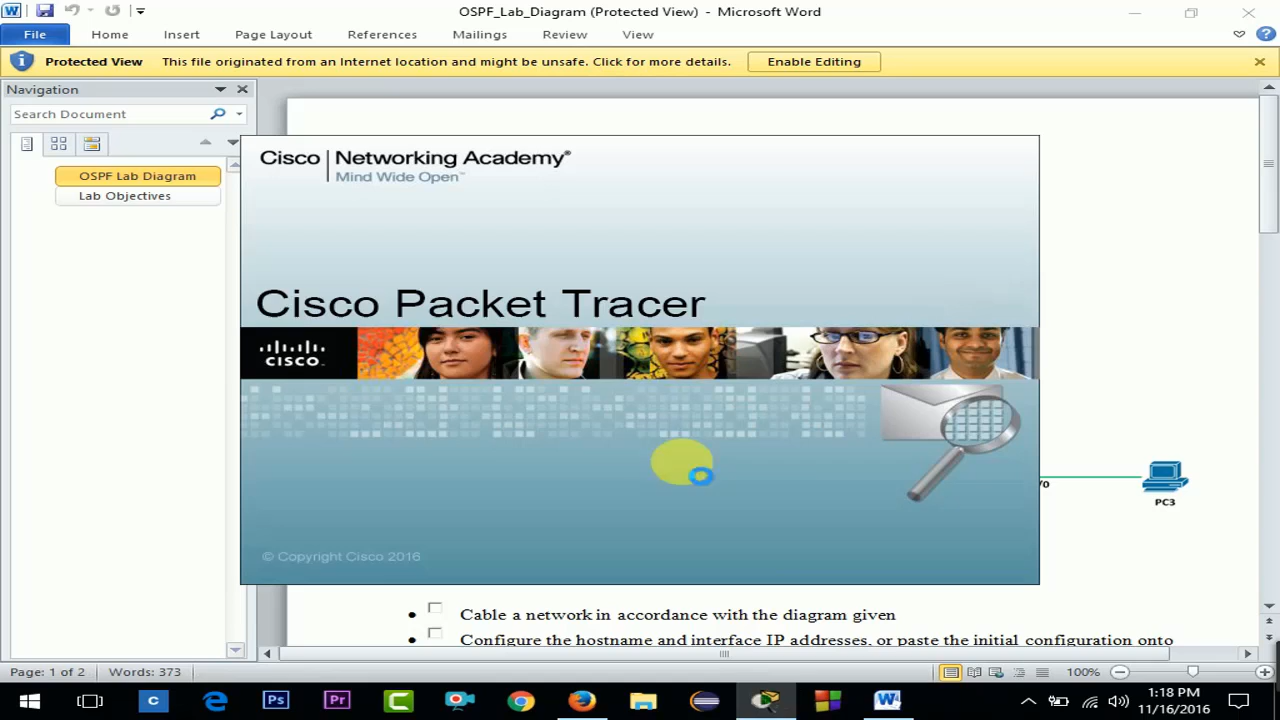 OSPF_Lab_Diagram (Protected View) - Microsoft Word
File Home Insert Page Layout References Mailings Review View
Protected View This file originated from an Internet location and might be unsafe. Click for more details. Enable Editing
Navigation
Search Document
OSPF Lab Diagram
Lab Objectives
Cisco Networking Academy®
Mind Wide Open™
Cisco Packet Tracer
CISCO™
© Copyright Cisco 2016
/0
PC3
• Cable a network in accordance with the diagram given
• Configure the hostname and interface IP addresses, or paste the initial configuration onto
Page: 1 of 2 Words: 373 100%
C Ps Pr C W
1:18 PM
11/16/2016